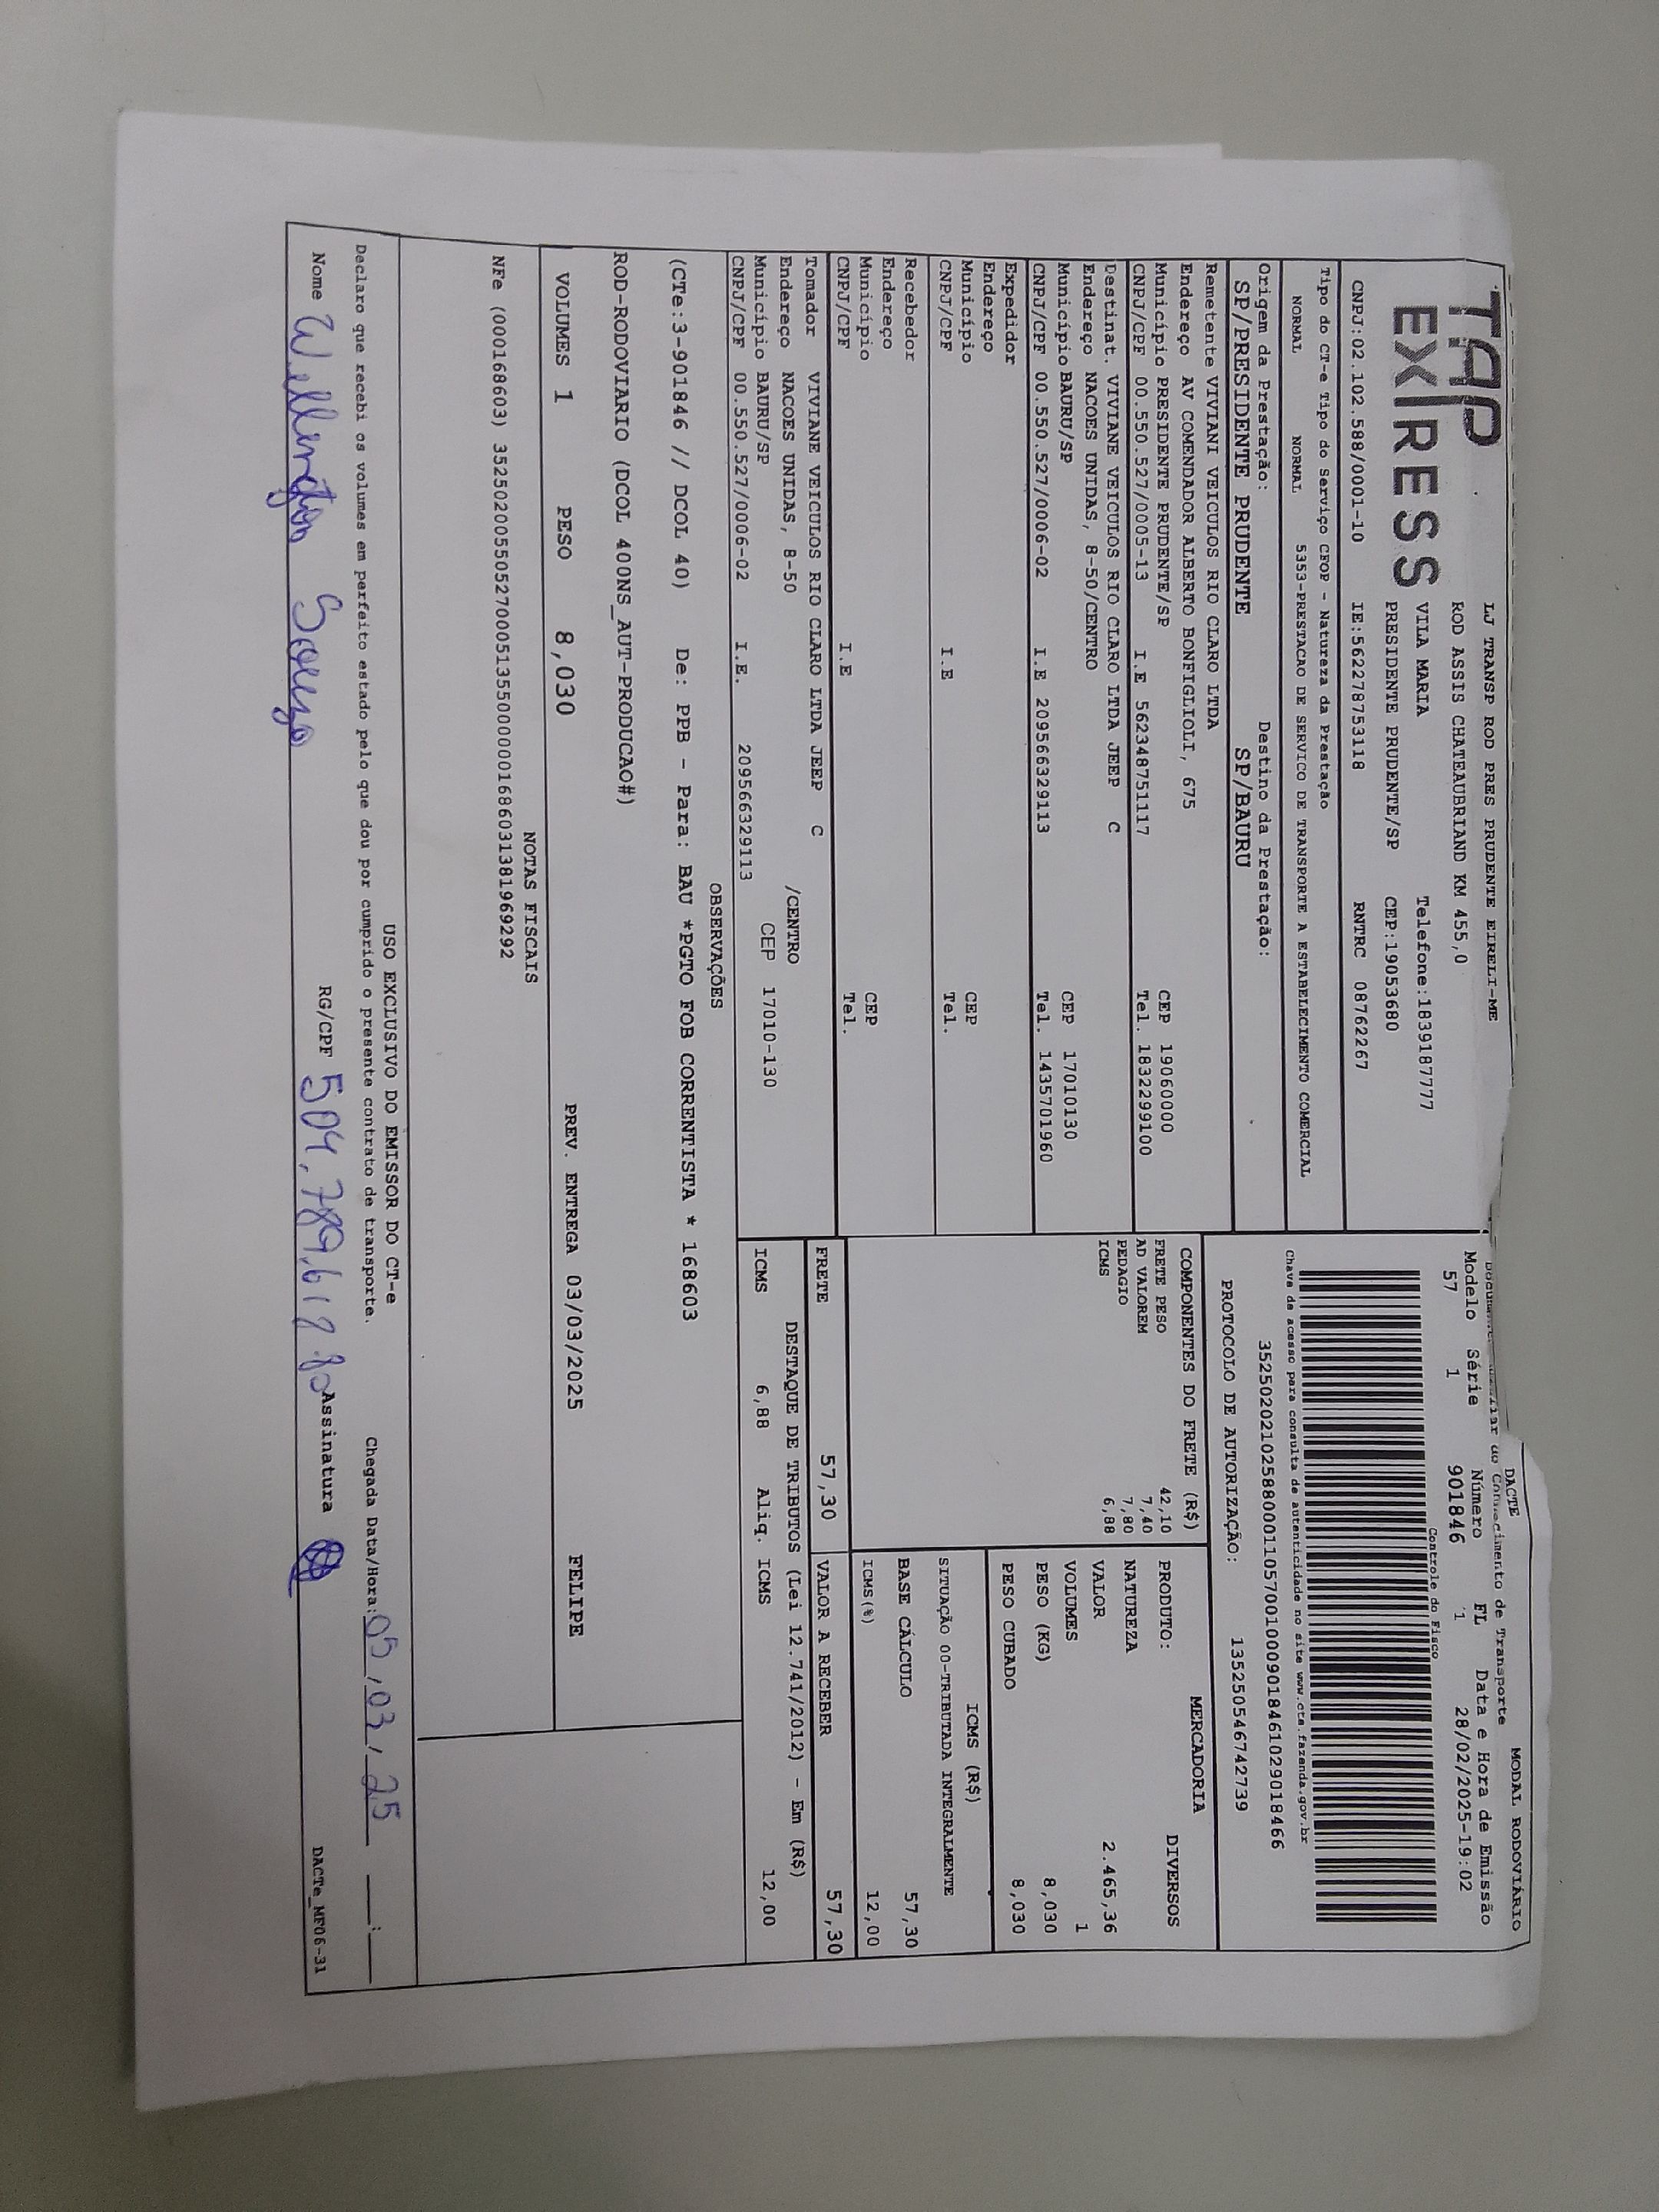 TAP
EXPRESS
LJ TRANSP ROD PRES PRUDENTE EIRELI-ME
ROD ASSIS CHATEAUBRIAND KM 455,0
VILA MARIA Telefone:1839187777
PRESIDENTE PRUDENTE/SP CEP:19053680
CNPJ:02.102.588/0001-10 IE:562278753118 RNTRC 08762267
DACTE MODAL RODOVIÁRIO
de Transporte
Modelo Série Número FL Data e Hora de Emissão
57 1 901846 1 28/02/2025-19:02
Controle do Fisco
Chave de acesso para consulta de autenticidade no site www.cte.fazenda.gov.br
35250202102588000110570010009018461029018466
PROTOCOLO DE AUTORIZAÇÃO: 135250546742739
Tipo do CT-e Tipo do Serviço CFOP - Natureza da Prestação
NORMAL NORMAL 5353-PRESTACAO DE SERVICO DE TRANSPORTE A ESTABELECIMENTO COMERCIAL
Origem da Prestação: Destino da Prestação:
SP/PRESIDENTE PRUDENTE SP/BAURU
Remetente VIVIANI VEICULOS RIO CLARO LTDA
Endereço AV COMENDADOR ALBERTO BONFIGLIOLI, 675
Município PRESIDENTE PRUDENTE/SP CEP 19060000
CNPJ/CPF 00.550.527/0005-13 I.E 562348751117 Tel. 1832299100
Destinat. VIVIANE VEICULOS RIO CLARO LTDA JEEP C
Endereço NACOES UNIDAS, 8-50/CENTRO
Município BAURU/SP CEP 17010130
CNPJ/CPF 00.550.527/0006-02 I.E 209566329113 Tel. 1435701960
Expedidor
Endereço
Município CEP
CNPJ/CPF I.E Tel.
Recebedor
Endereço
Município CEP
CNPJ/CPF I.E Tel.
Tomador VIVIANE VEICULOS RIO CLARO LTDA JEEP C
Endereço NACOES UNIDAS, 8-50 /CENTRO
Município BAURU/SP CEP 17010-130
CNPJ/CPF 00.550.527/0006-02 I.E. 209566329113
COMPONENTES DO FRETE (R$)
FRETE PESO 42,10
AD VALOREM 7,40
PEDAGIO 7,80
ICMS 6,88
MERCADORIA
PRODUTO: DIVERSOS
NATUREZA
VALOR 2.465,36
VOLUMES 1
PESO (KG) 8,030
PESO CUBADO 8,030
ICMS (R$)
SITUAÇÃO 00-TRIBUTADA INTEGRALMENTE
BASE CÁLCULO 57,30
ICMS(%) 12,00
FRETE 57,30 VALOR A RECEBER 57,30
DESTAQUE DE TRIBUTOS (Lei 12.741/2012) - Em (R$)
ICMS 6,88 Aliq. ICMS 12,00
OBSERVAÇÕES
(CTe:3-901846 // DCOL 40) De: PPB - Para: BAU *PGTO FOB CORRENTISTA * 168603
ROD-RODOVIARIO (DCOL 400NS_AUT-PRODUCAO#)
VOLUMES 1 PESO 8,030 PREV. ENTREGA 03/03/2025 FELIPE
NOTAS FISCAIS
NFe (000168603) 35250200550527000513550000001686031381969292
USO EXCLUSIVO DO EMISSOR DO CT-e
Declaro que recebi os volumes em perfeito estado pelo que dou por cumprido o presente contrato de transporte. Chegada Data/Hora: 05/03/25 __:__
Nome Wellington Souza RG/CPF 504.789.618.80 Assinatura
DACTe_MF06-31